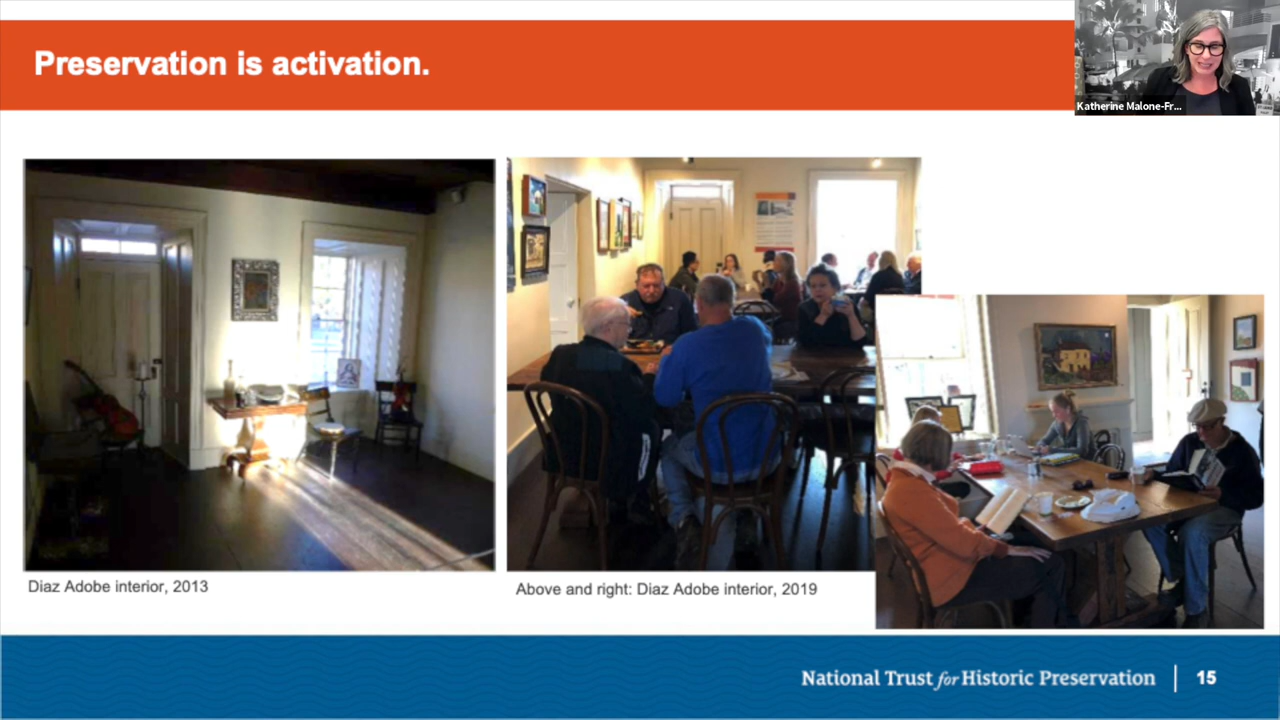 Preservation is activation.
Katherine Malone-Fr...
Diaz Adobe interior, 2013
Above and right: Diaz Adobe interior, 2019
National Trust for Historic Preservation | 15